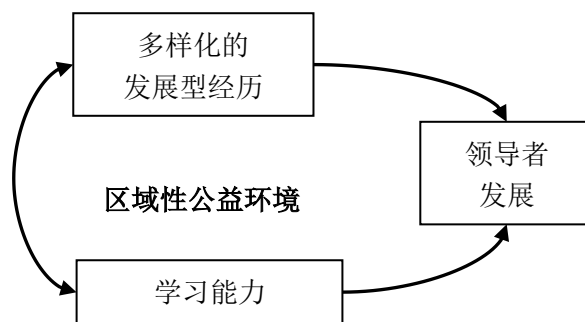 多样化的
发展型经历
领导者
发展
区域性公益环境
学习能力